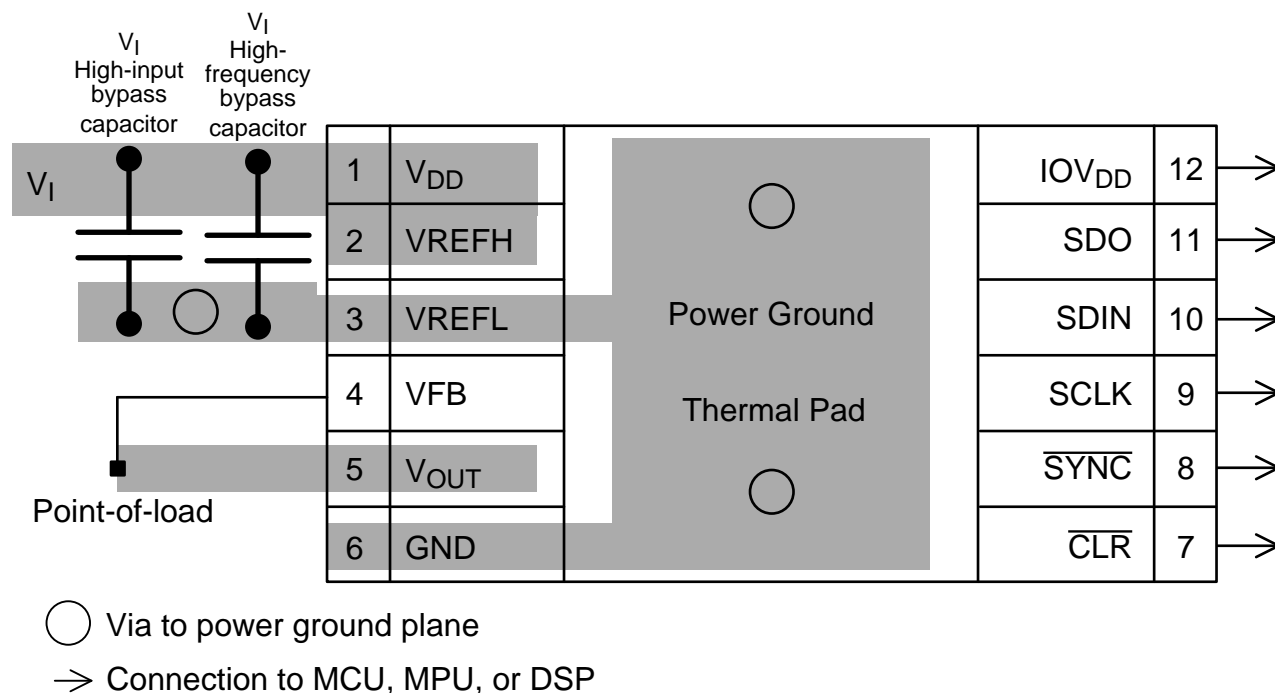 V_I
High-input
bypass
capacitor
V_I
High-
frequency
bypass
capacitor
V_I
1 V_DD
2 VREFH
3 VREFL
4 VFB
5 V_OUT
6 GND
Point-of-load
Power Ground
Thermal Pad
IOV_DD 12
SDO 11
SDIN 10
SCLK 9
S̅Y̅N̅C̅ 8
C̅L̅R̅ 7
Via to power ground plane
Connection to MCU, MPU, or DSP